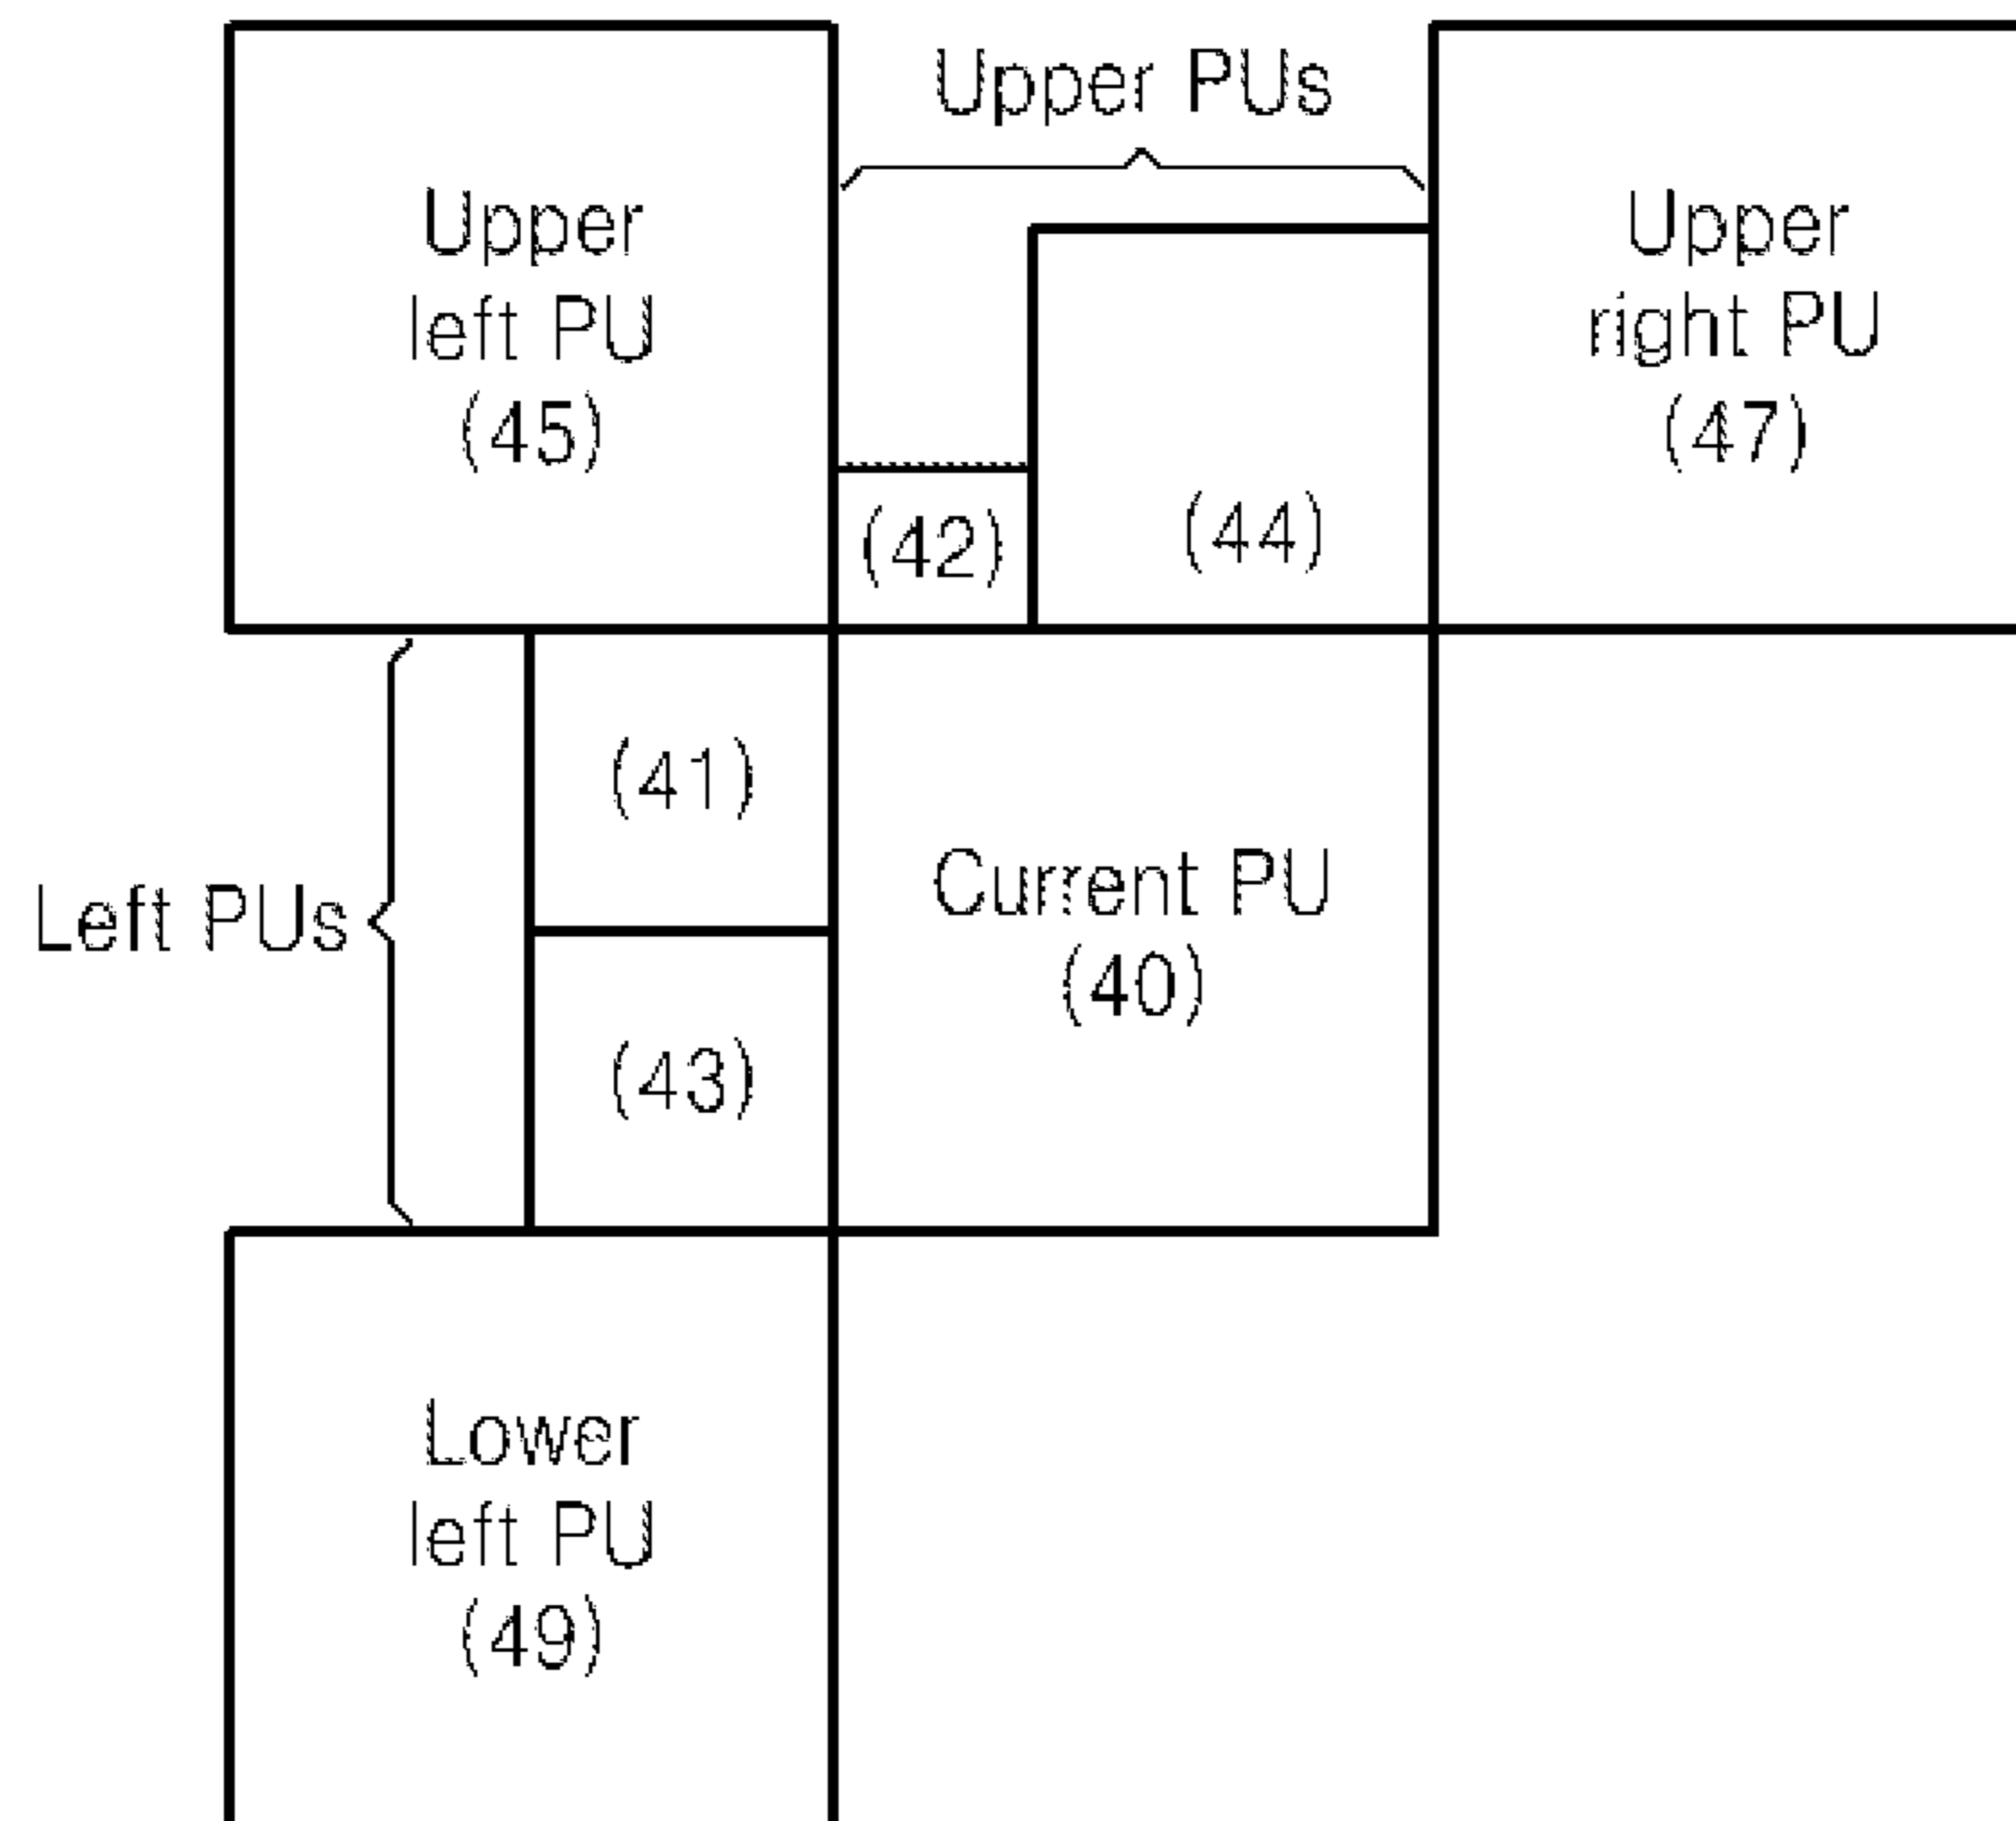 Upper PUs
Upper
left PU
(45)
Upper
right PU
(47)
(42)
(44)
(41)
Left PUs
Current PU
(40)
(43)
Lower
left PU
(49)